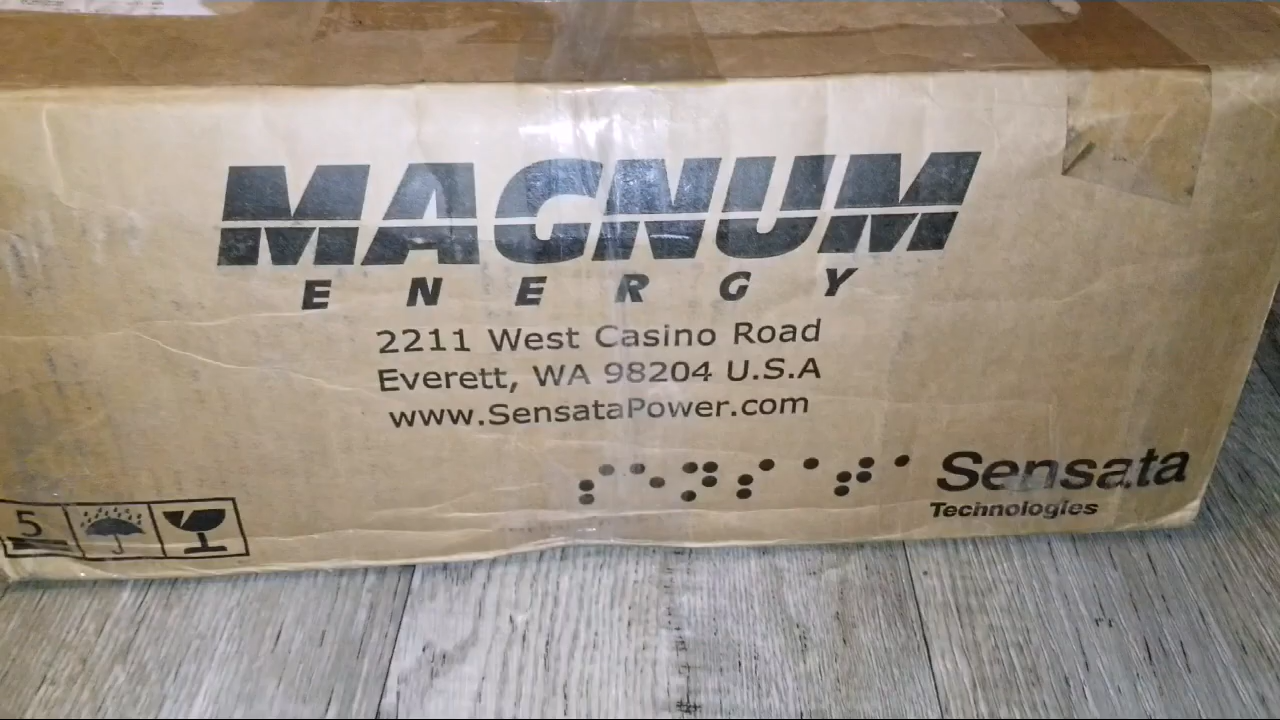 MAGNUM
ENERGY
2211 West Casino Road
Everett, WA 98204 U.S.A
www.SensataPower.com
Sensata
Technologies
5